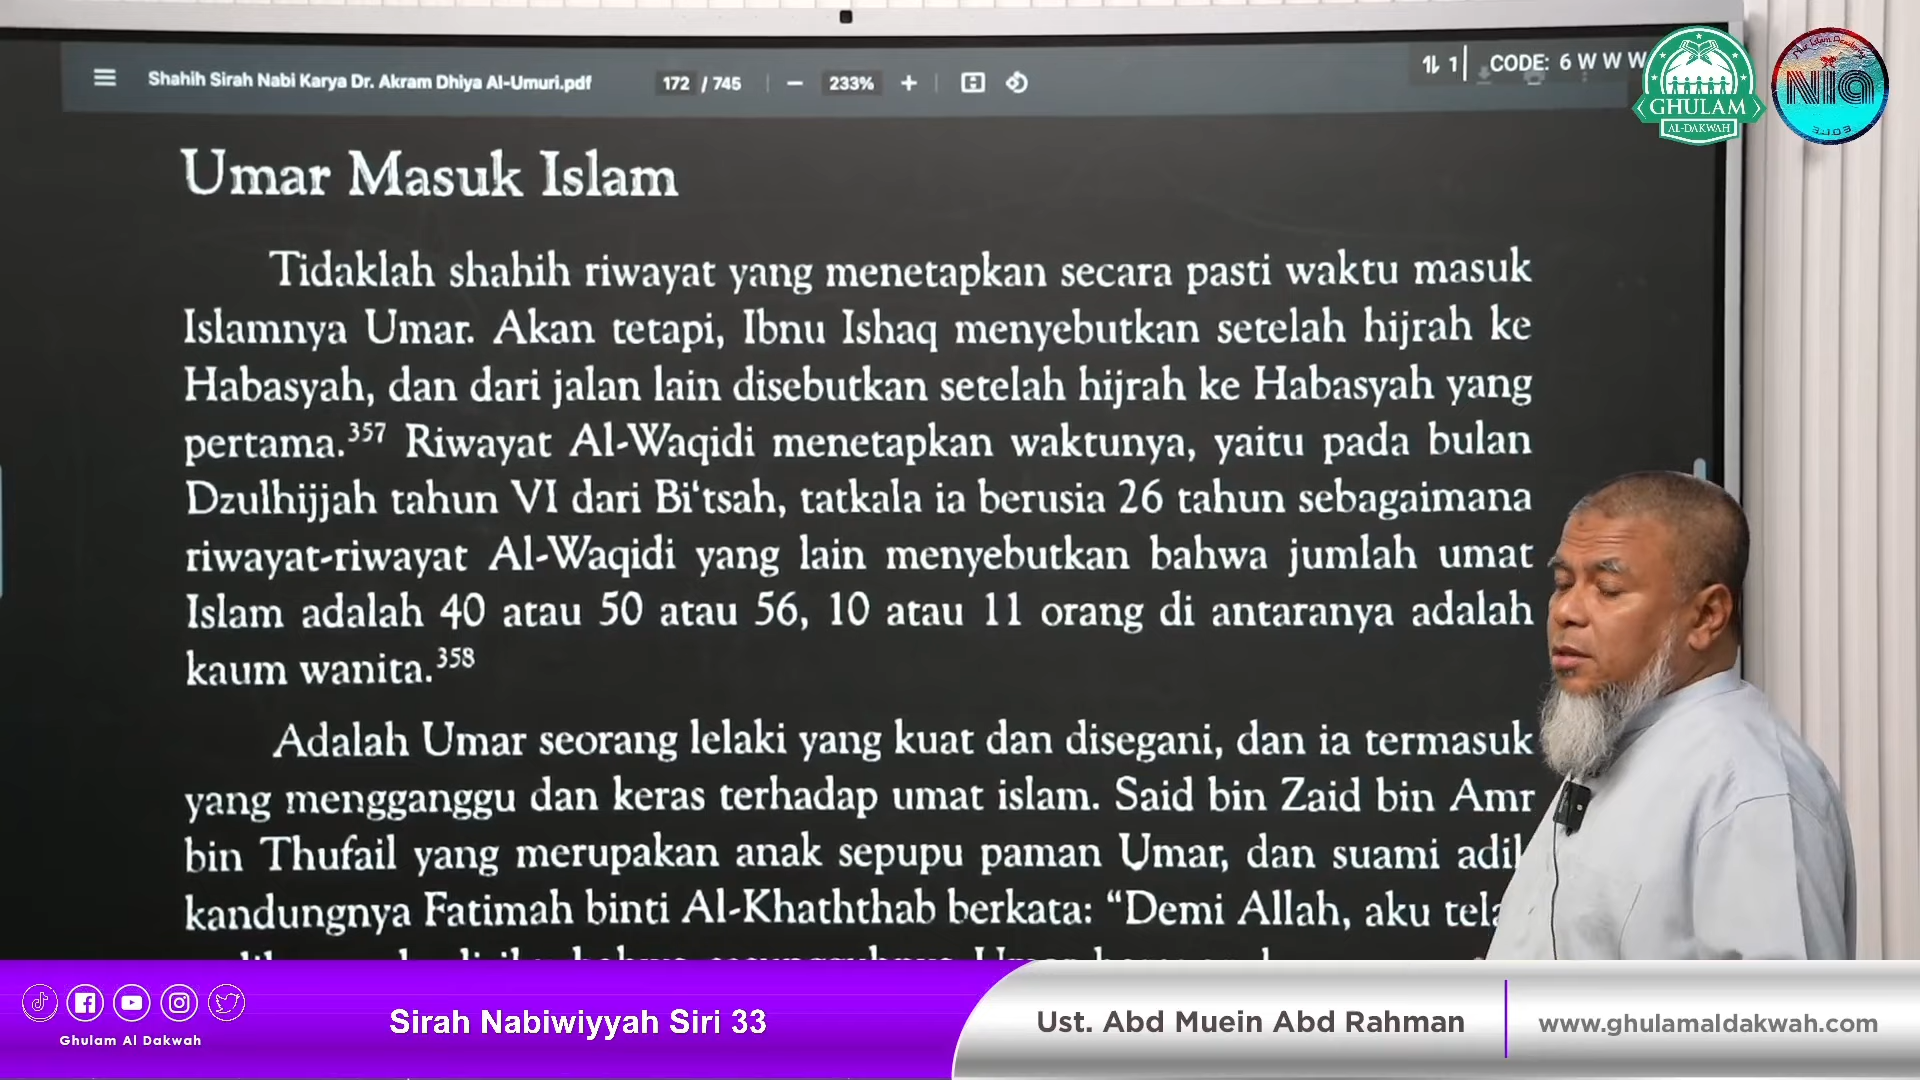 Shahih Sirah Nabi Karya Dr. Akram Dhiya Al-Umuri.pdf 172 / 745 − 233% +
1 CODE: 6 W W W
GHULAM
AL-DAKWAH
NIA
Umar Masuk Islam
Tidaklah shahih riwayat yang menetapkan secara pasti waktu masuk
Islamnya Umar. Akan tetapi, Ibnu Ishaq menyebutkan setelah hijrah ke
Habasyah, dan dari jalan lain disebutkan setelah hijrah ke Habasyah yang
pertama.³⁵⁷ Riwayat Al-Waqidi menetapkan waktunya, yaitu pada bulan
Dzulhijjah tahun VI dari Bi‘tsah, tatkala ia berusia 26 tahun sebagaimana
riwayat-riwayat Al-Waqidi yang lain menyebutkan bahwa jumlah umat
Islam adalah 40 atau 50 atau 56, 10 atau 11 orang di antaranya adalah
kaum wanita.³⁵⁸
Adalah Umar seorang lelaki yang kuat dan disegani, dan ia termasuk
yang mengganggu dan keras terhadap umat islam. Said bin Zaid bin Amr
bin Thufail yang merupakan anak sepupu paman Umar, dan suami
kandungnya Fatimah binti Al-Khaththab berkata: “Demi Allah, aku
Ghulam Al Dakwah
Sirah Nabiwiyyah Siri 33
Ust. Abd Muein Abd Rahman
www.ghulamaldakwah.com